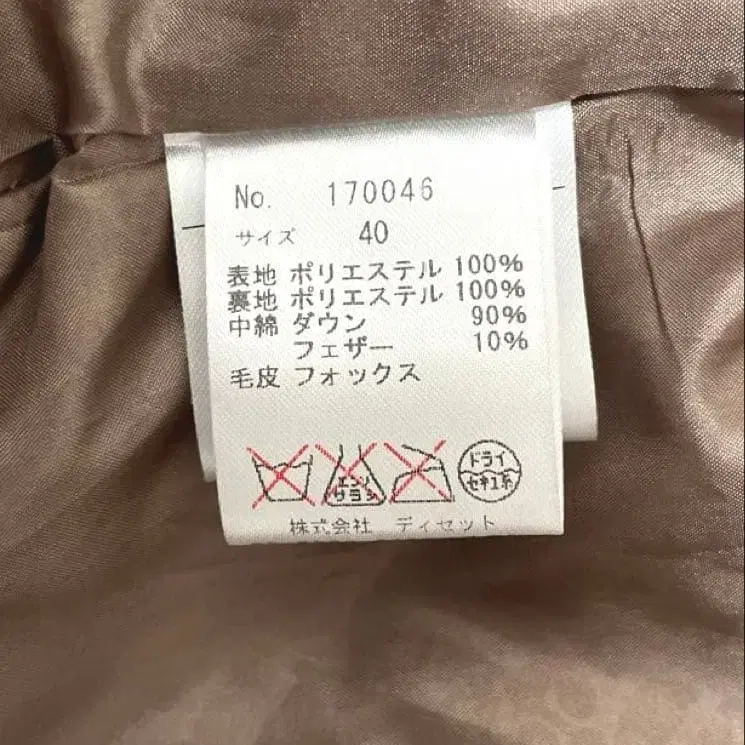 No. 170046
サイズ 40
表地 ポリエステル 100%
裏地 ポリエステル 100%
中綿 ダウン 90%
フェザー 10%
毛皮 フォックス
エンソ
サラシ
ドライ
セキユ系
株式会社 ディセット